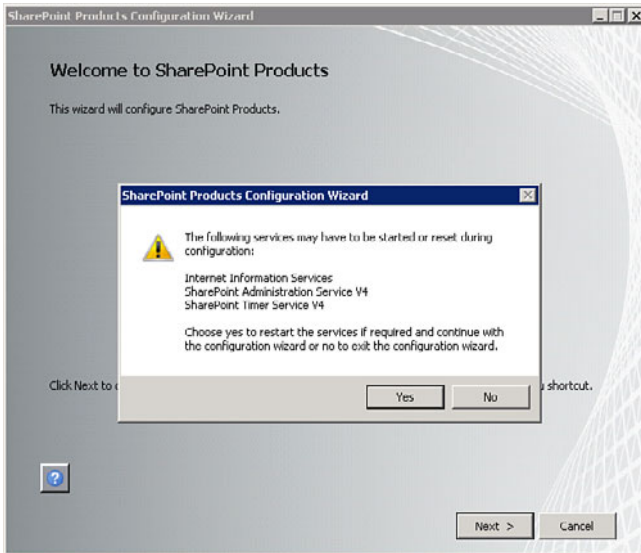 SharePoint Products Configuration Wizard
Welcome to SharePoint Products
This wizard will configure SharePoint Products.
SharePoint Products Configuration Wizard
The following services may have to be started or reset during
configuration:
Internet Information Services
SharePoint Administration Service V4
SharePoint Timer Service V4
Choose yes to restart the services if required and continue with
the configuration wizard or no to exit the configuration wizard.
Yes No
Click Next to shortcut.
Next > Cancel